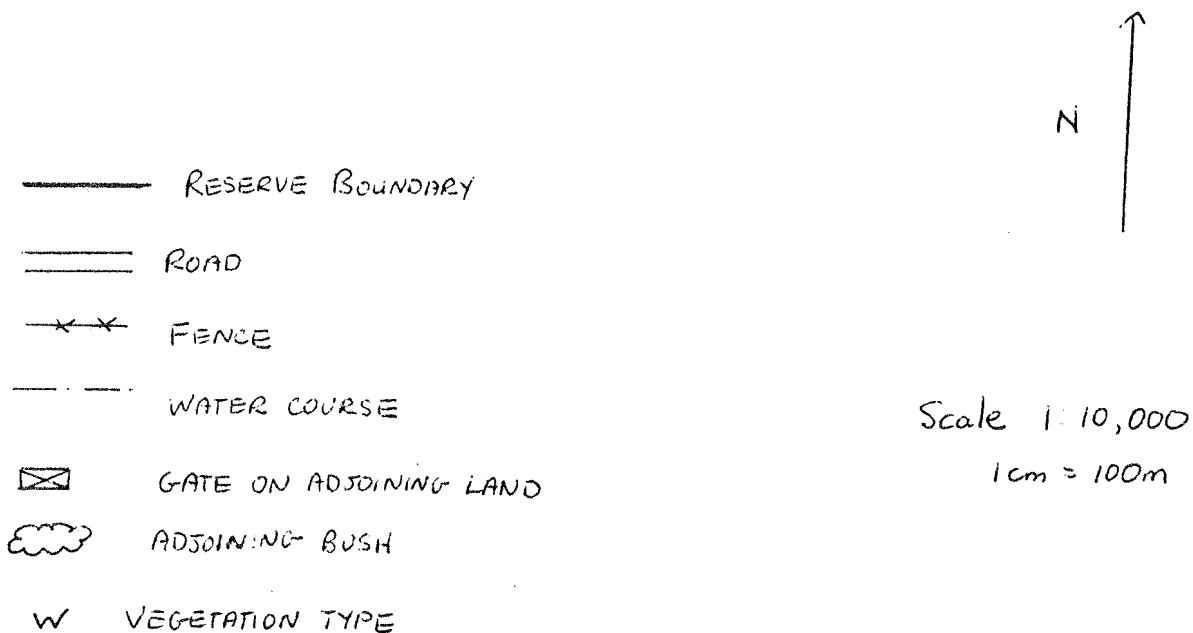 N
RESERVE BOUNDARY
ROAD
FENCE
WATER COURSE
Scale 1:10,000
1cm = 100m
GATE ON ADJOINING LAND
ADJOINING BUSH
W VEGETATION TYPE